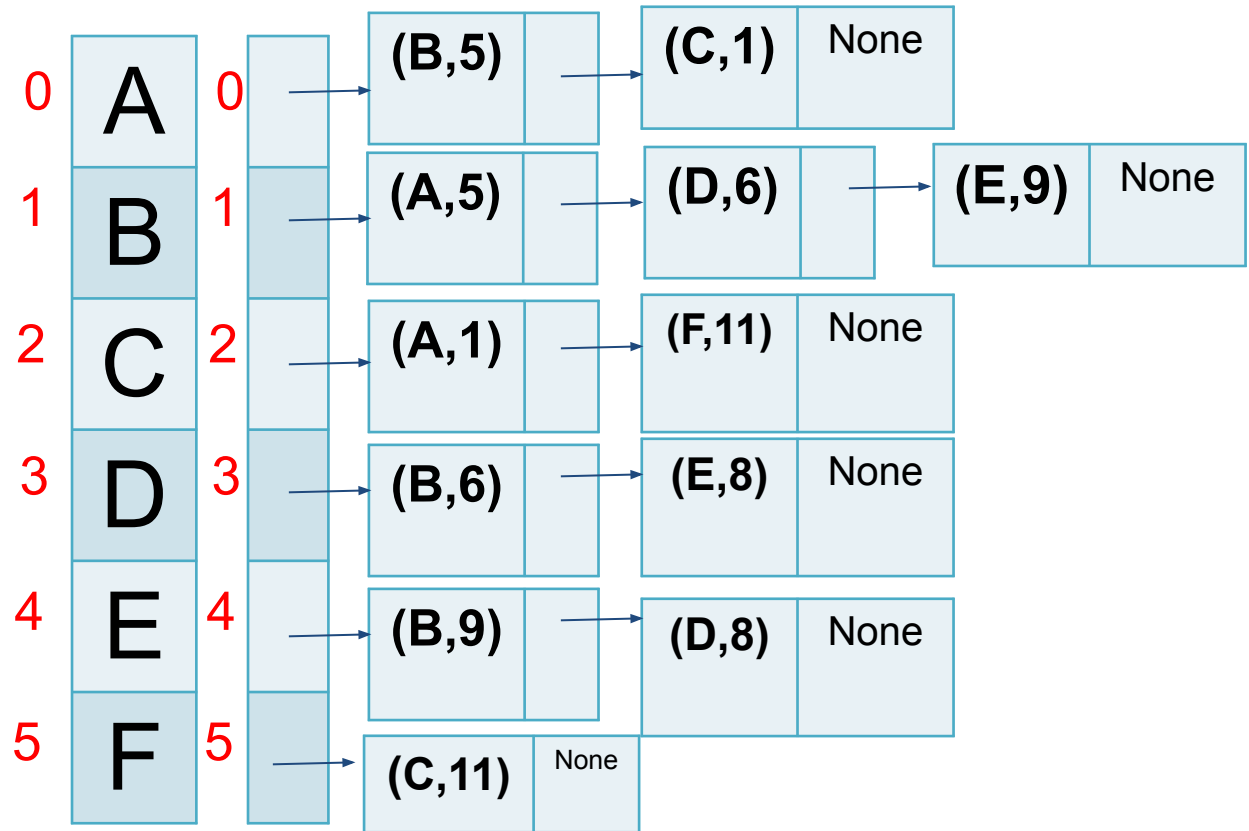 0 A 0 (B,5) (C,1) None
1 B 1 (A,5) (D,6) (E,9) None
2 C 2 (A,1) (F,11) None
3 D 3 (B,6) (E,8) None
4 E 4 (B,9) (D,8) None
5 F 5 (C,11) None